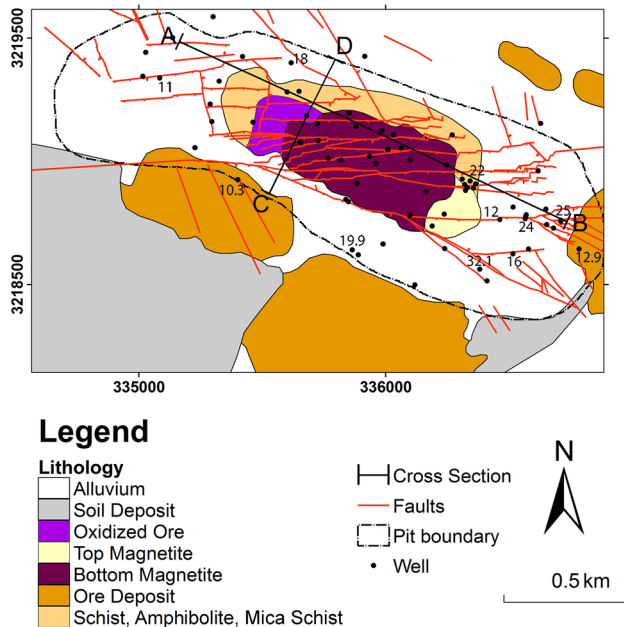 3219500
3218500
335000
336000
A
D
18
11
22
10.3
C
12
25
24
B
19.9
32.1
16
12.9
Legend
Lithology
Alluvium
Soil Deposit
Oxidized Ore
Top Magnetite
Bottom Magnetite
Ore Deposit
Schist, Amphibolite, Mica Schist
Cross Section
Faults
Pit boundary
Well
N
0.5 km